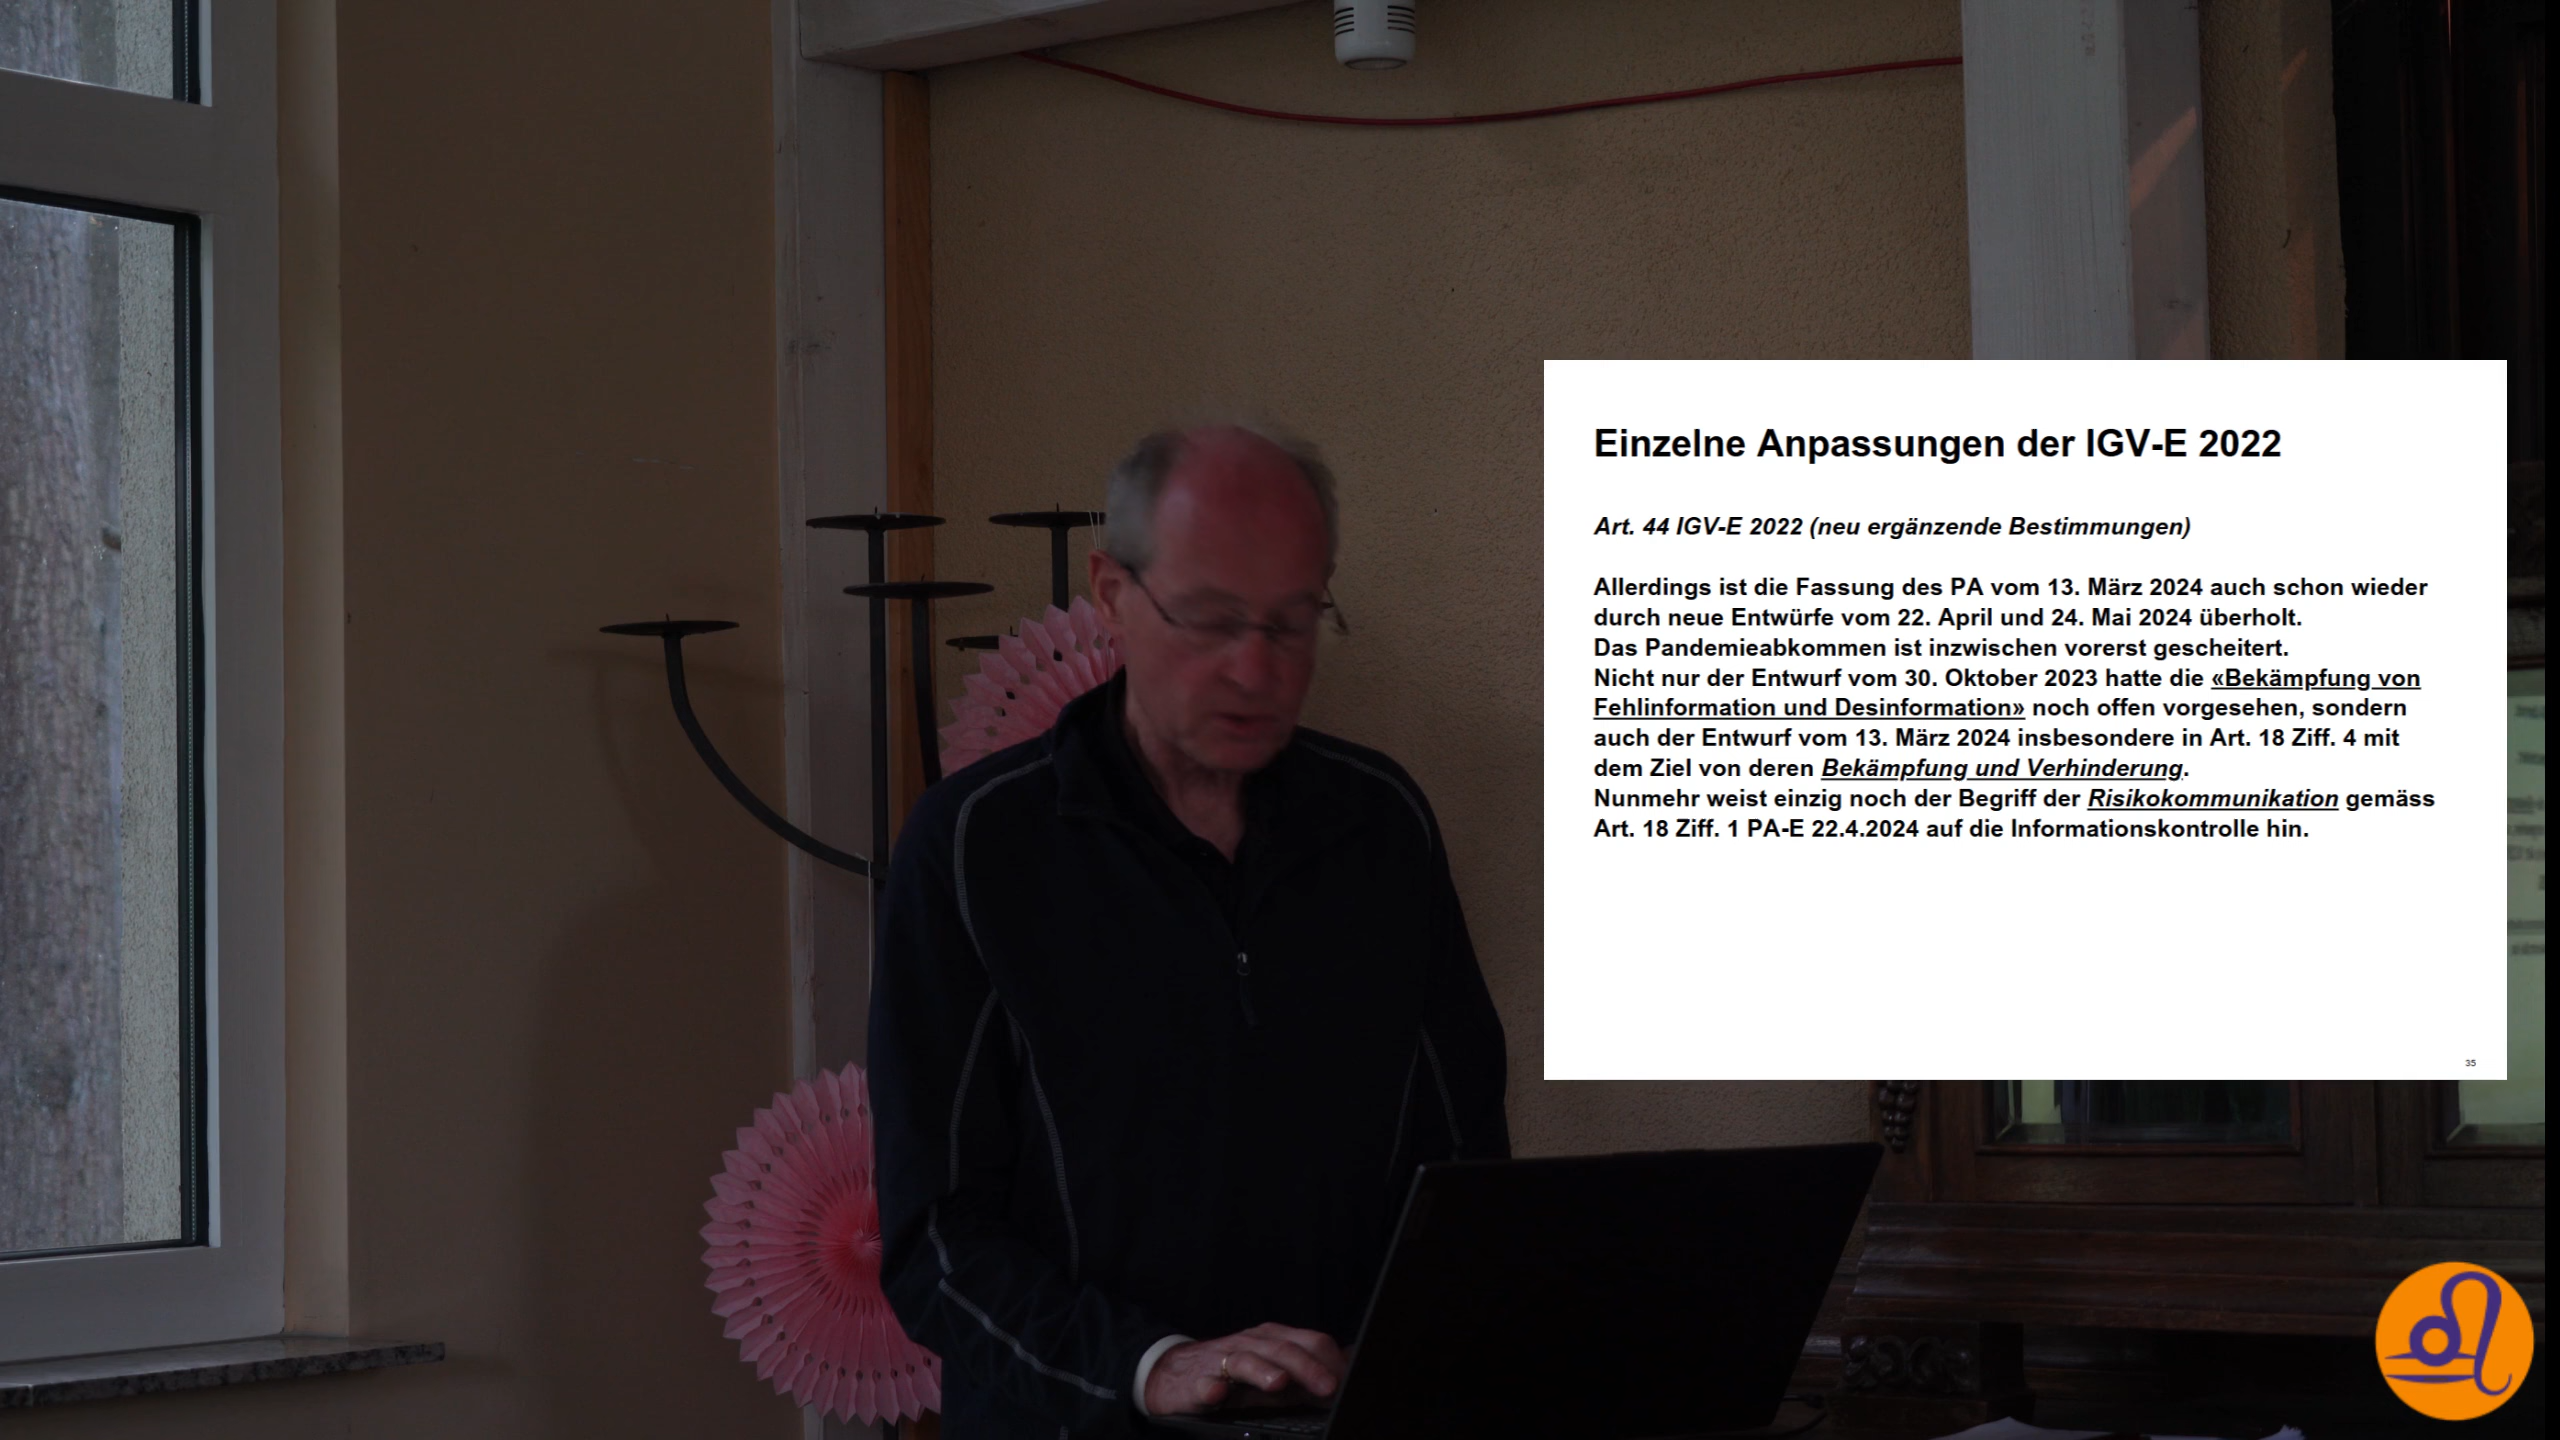 Einzelne Anpassungen der IGV-E 2022
Art. 44 IGV-E 2022 (neu ergänzende Bestimmungen)
Allerdings ist die Fassung des PA vom 13. März 2024 auch schon wieder
durch neue Entwürfe vom 22. April und 24. Mai 2024 überholt.
Das Pandemieabkommen ist inzwischen vorerst gescheitert.
Nicht nur der Entwurf vom 30. Oktober 2023 hatte die «Bekämpfung von
Fehlinformation und Desinformation» noch offen vorgesehen, sondern
auch der Entwurf vom 13. März 2024 insbesondere in Art. 18 Ziff. 4 mit
dem Ziel von deren Bekämpfung und Verhinderung.
Nunmehr weist einzig noch der Begriff der Risikokommunikation gemäss
Art. 18 Ziff. 1 PA-E 22.4.2024 auf die Informationskontrolle hin.
35